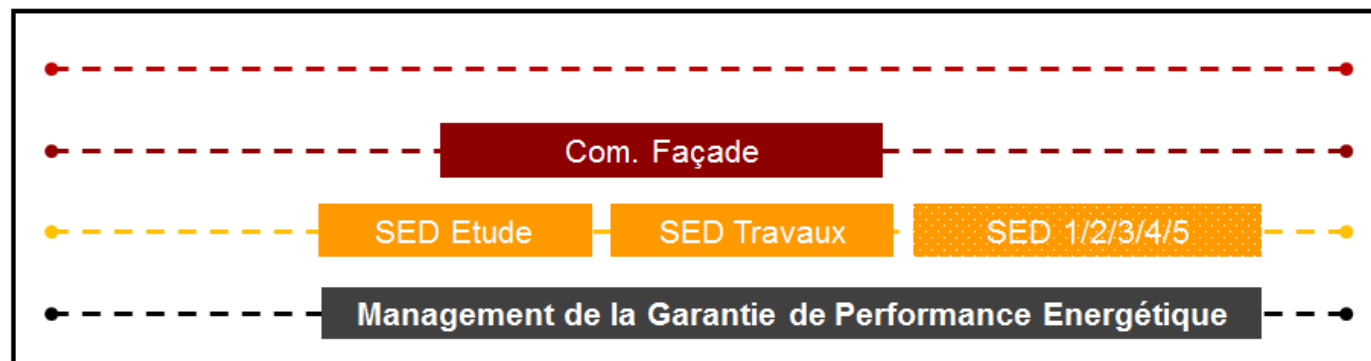 Com. Façade
SED Etude SED Travaux SED 1/2/3/4/5
Management de la Garantie de Performance Energétique